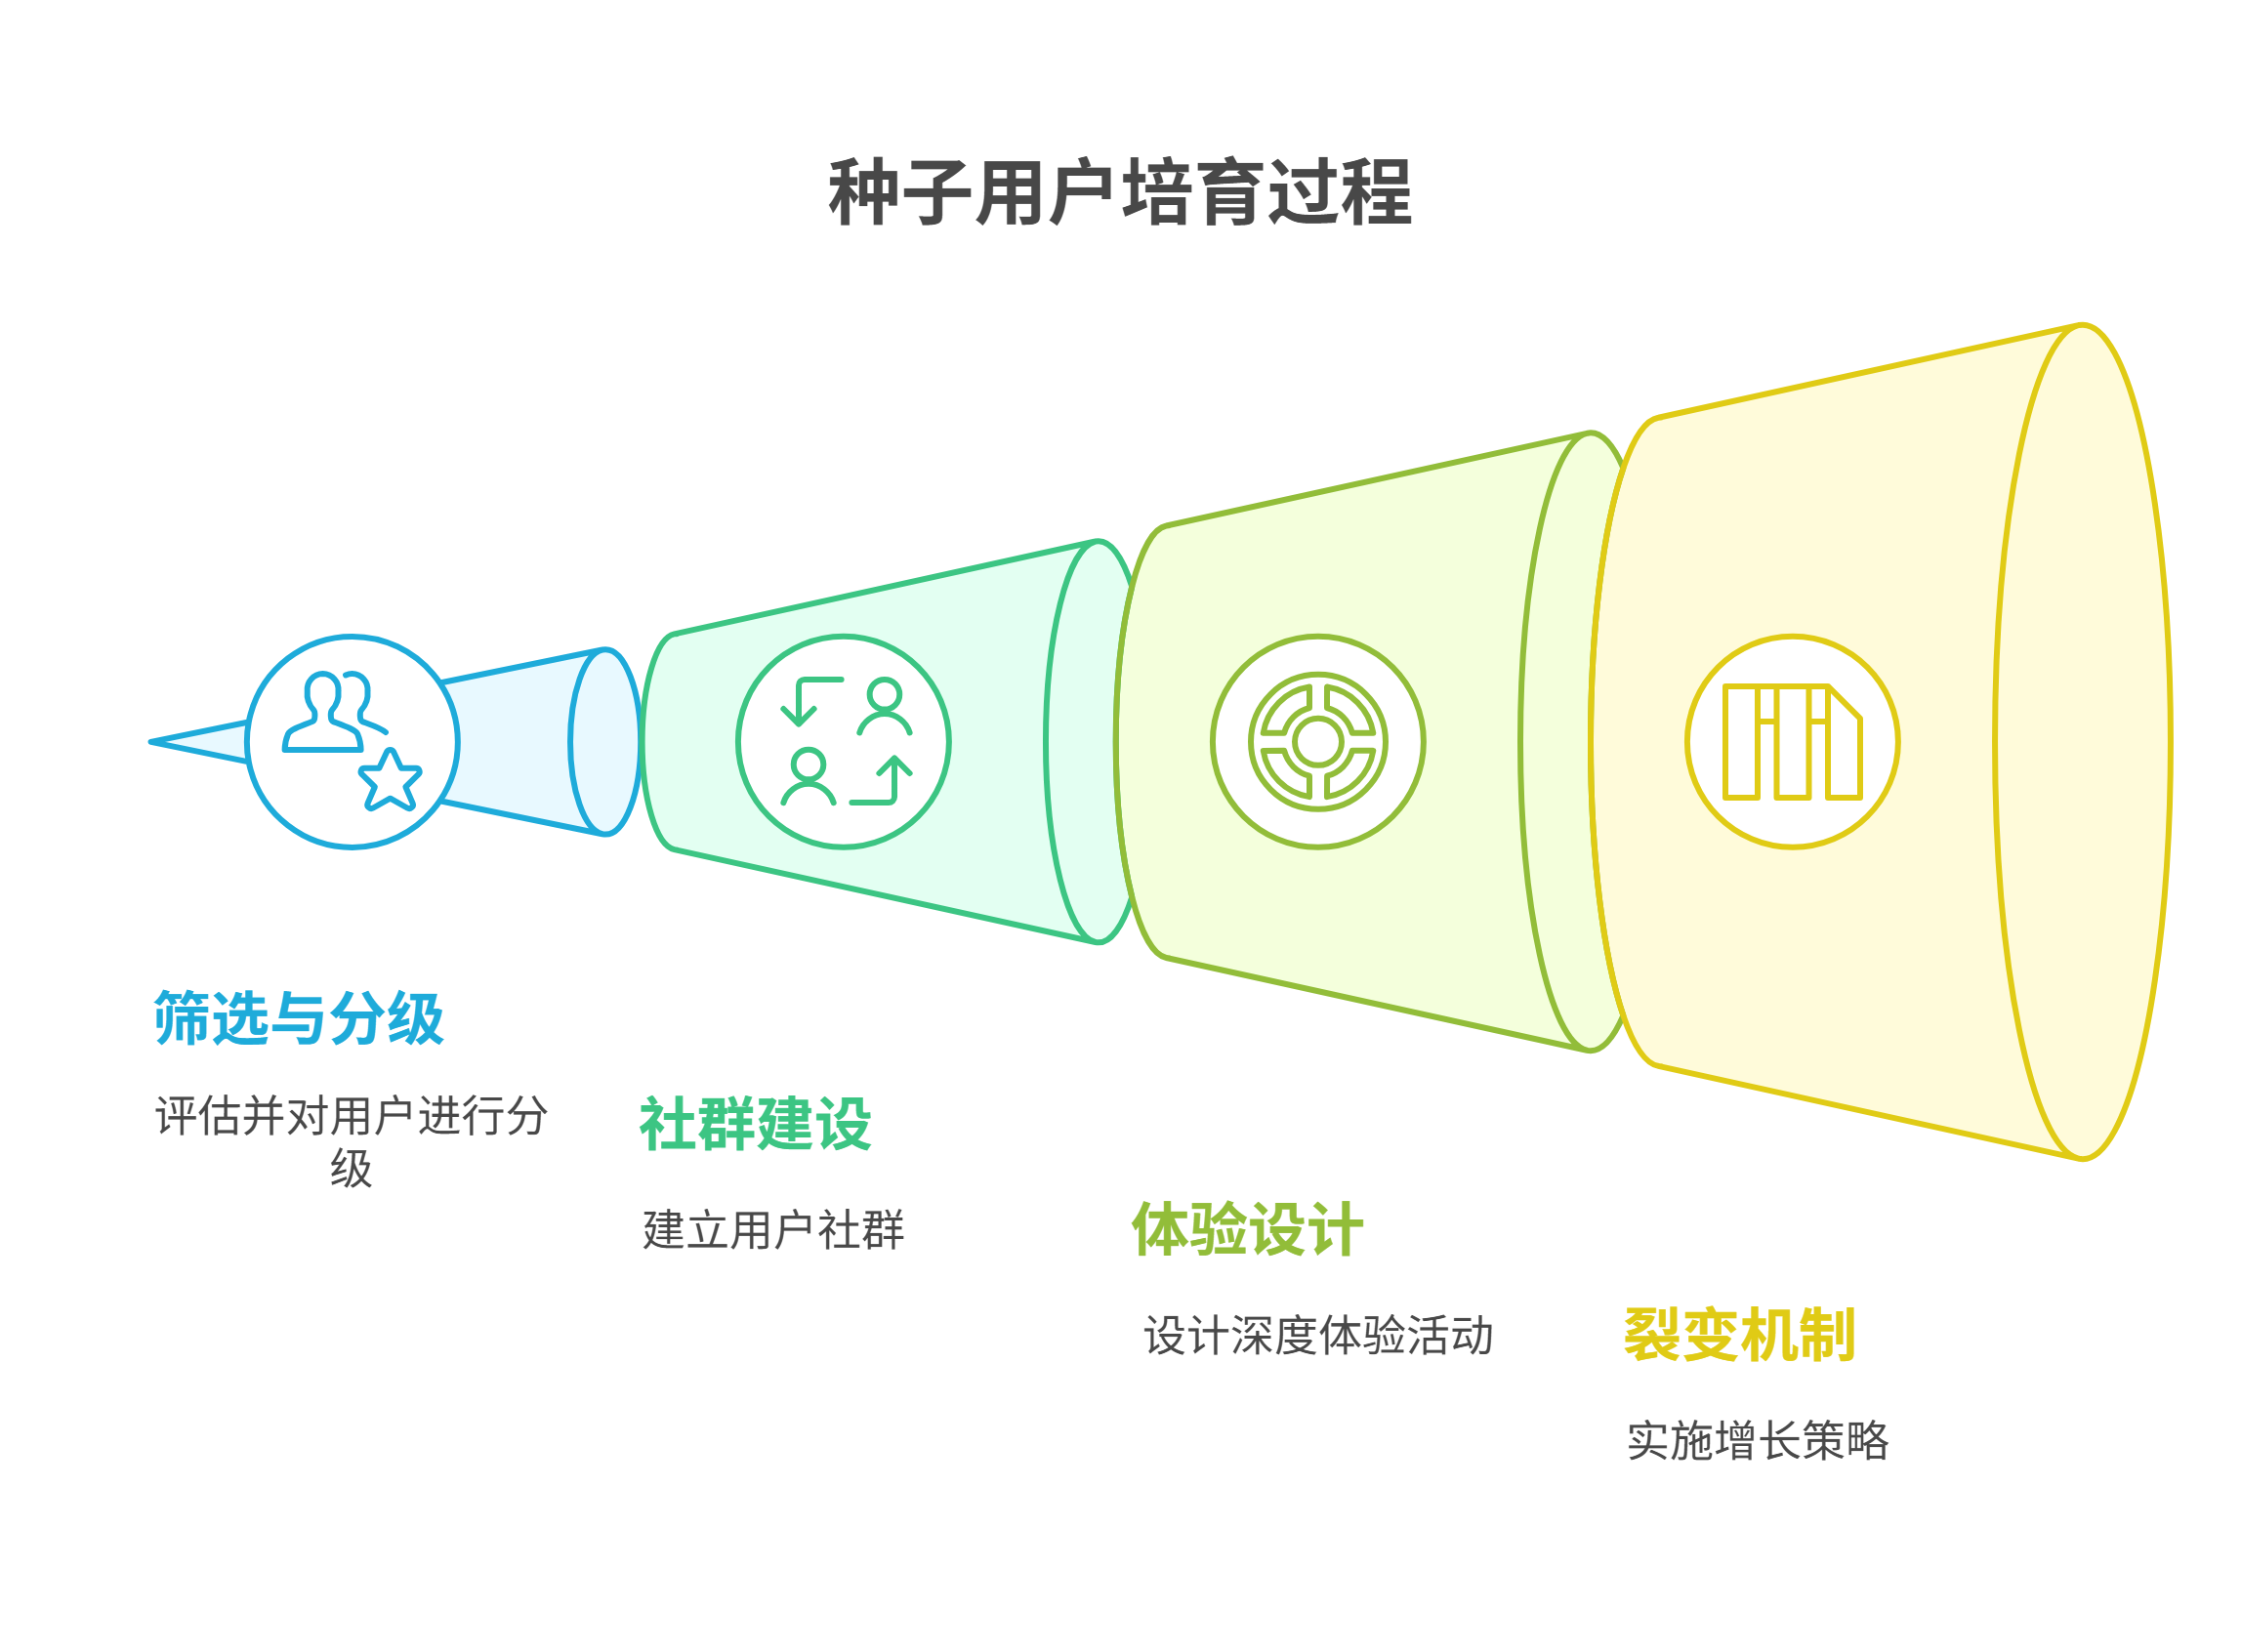 种子用户培育过程
筛选与分级
评估并对用户进行分
级
社群建设
建立用户社群
体验设计
设计深度体验活动
裂变机制
实施增长策略